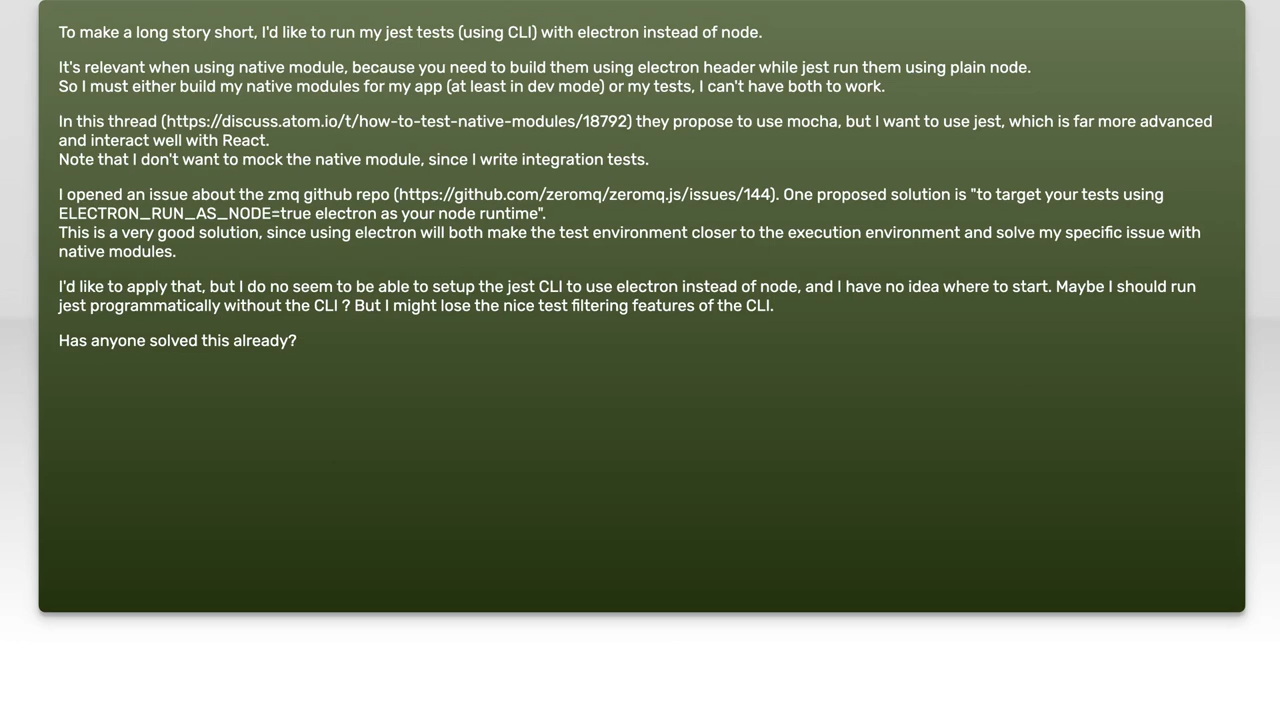 To make a long story short, I'd like to run my jest tests (using CLI) with electron instead of node.
It's relevant when using native module, because you need to build them using electron header while jest run them using plain node.
So I must either build my native modules for my app (at least in dev mode) or my tests, I can't have both to work.
In this thread (https://discuss.atom.io/t/how-to-test-native-modules/18792) they propose to use mocha, but I want to use jest, which is far more advanced
and interact well with React.
Note that I don't want to mock the native module, since I write integration tests.
I opened an issue about the zmq github repo (https://github.com/zeromq/zeromq.js/issues/144). One proposed solution is "to target your tests using
ELECTRON_RUN_AS_NODE=true electron as your node runtime".
This is a very good solution, since using electron will both make the test environment closer to the execution environment and solve my specific issue with
native modules.
I'd like to apply that, but I do no seem to be able to setup the jest CLI to use electron instead of node, and I have no idea where to start. Maybe I should run
jest programmatically without the CLI ? But I might lose the nice test filtering features of the CLI.
Has anyone solved this already?